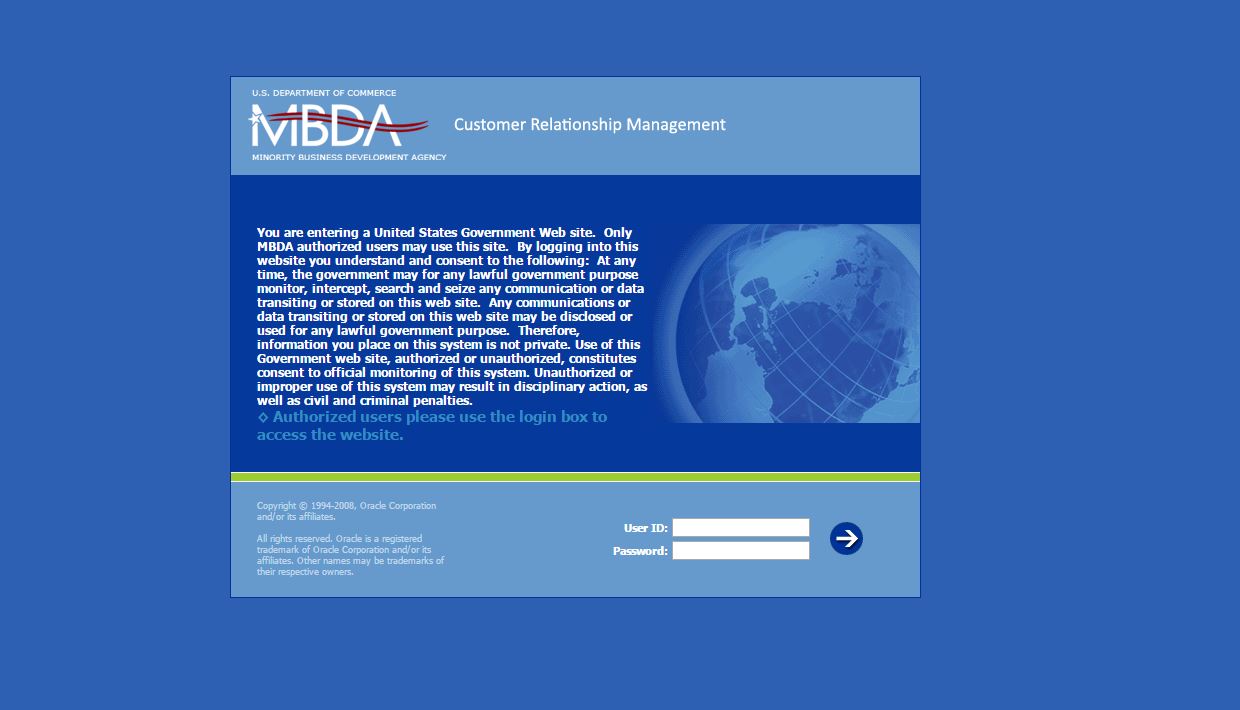 U.S. DEPARTMENT OF COMMERCE
MBDA
MINORITY BUSINESS DEVELOPMENT AGENCY
Customer Relationship Management
You are entering a United States Government Web site.  Only
MBDA authorized users may use this site.  By logging into this
website you understand and consent to the following:  At any
time, the government may for any lawful government purpose
monitor, intercept, search and seize any communication or data
transiting or stored on this web site.  Any communications or
data transiting or stored on this web site may be disclosed or
used for any lawful government purpose.  Therefore,
information you place on this system is not private. Use of this
Government web site, authorized or unauthorized, constitutes
consent to official monitoring of this system. Unauthorized or
improper use of this system may result in disciplinary action, as
well as civil and criminal penalties.
◊ Authorized users please use the login box to
access the website.
Copyright © 1994-2008, Oracle Corporation
and/or its affiliates.
All rights reserved. Oracle is a registered
trademark of Oracle Corporation and/or its
affiliates. Other names may be trademarks of
their respective owners.
User ID:
Password: